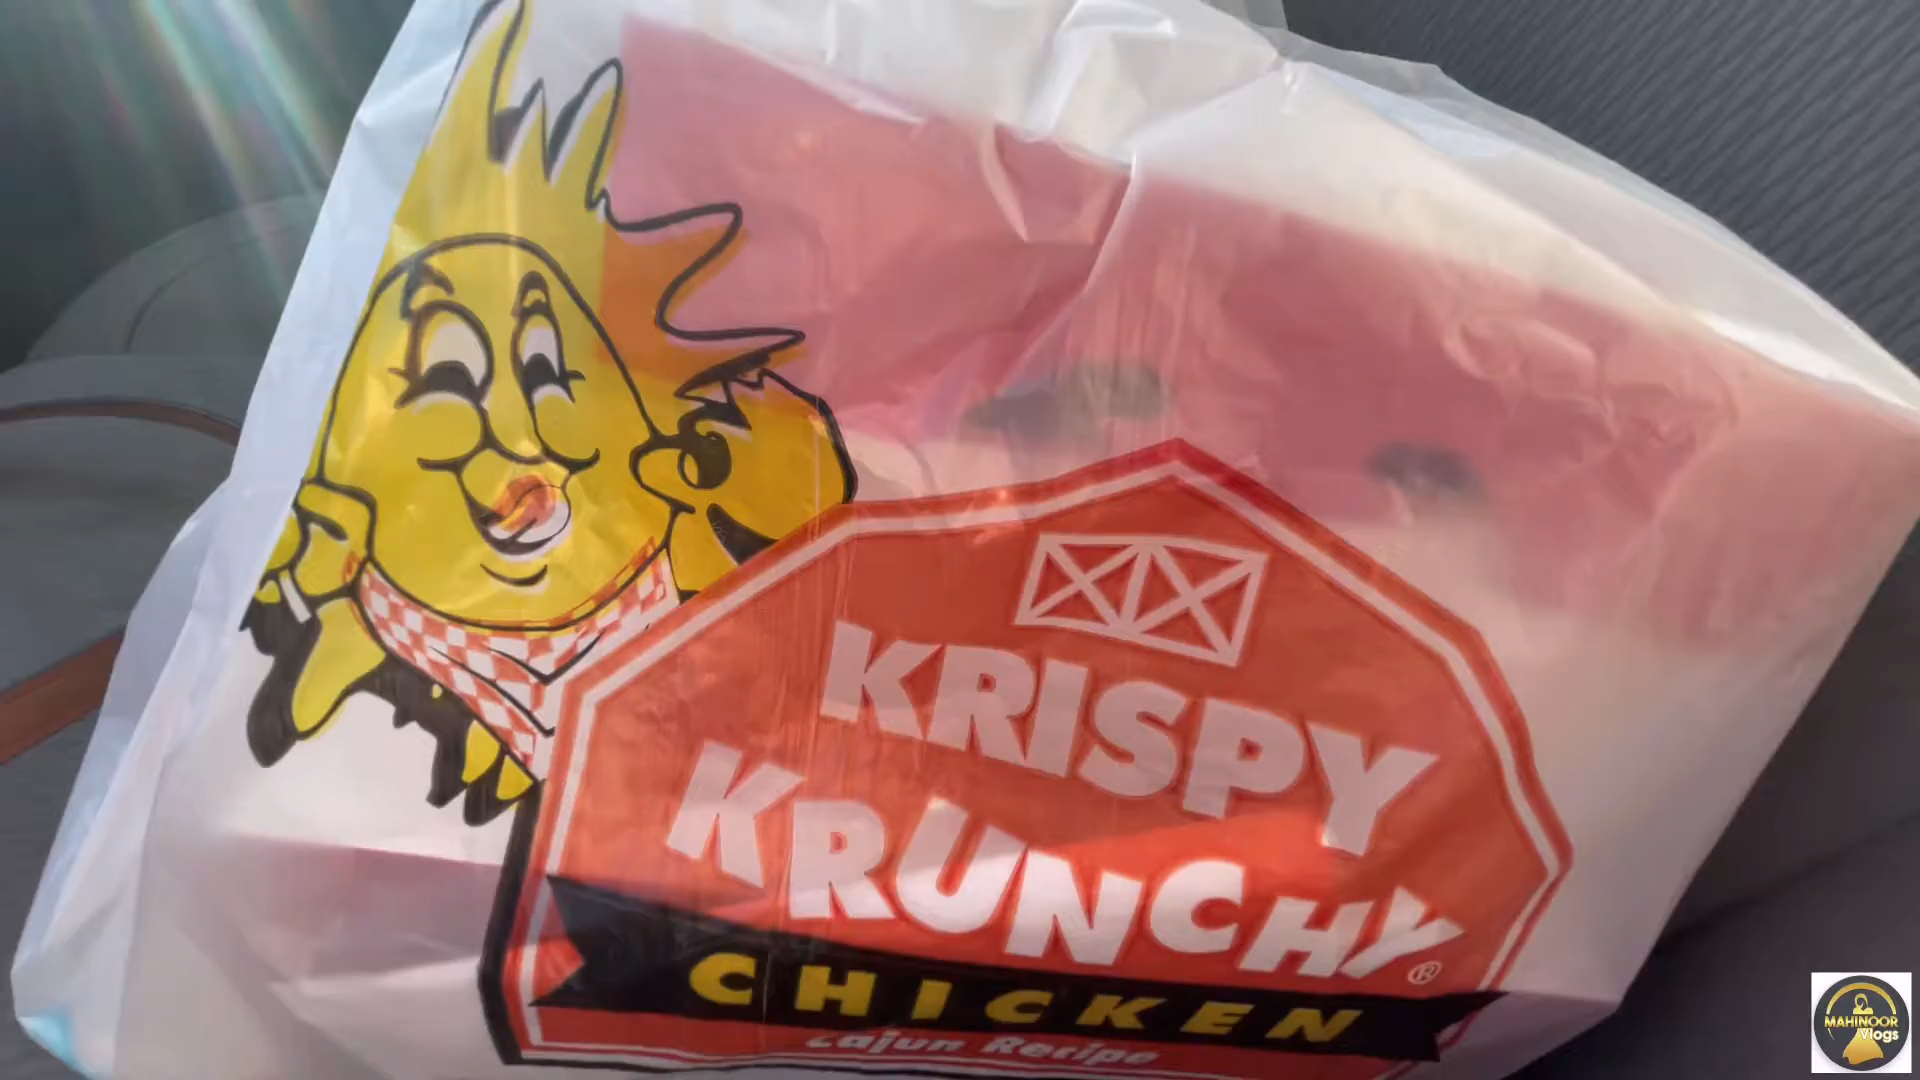 KRISPY
KRUNCHY®
CHICKEN
Cajun Recipe
MAHINOOR
Vlogs